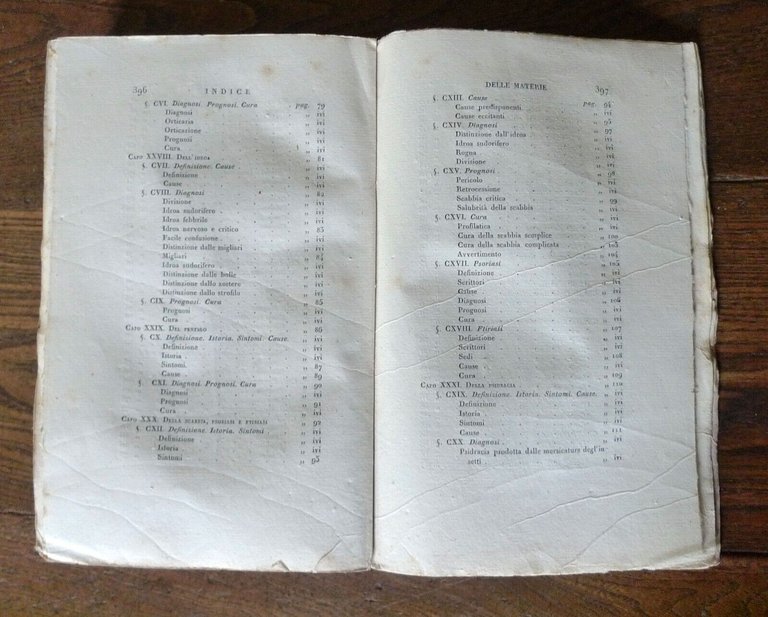 396 INDICE
§. CVI. Diagnosi. Prognosi. Cura . . pag. 79
Diagnosi . . . . „ ivi
Orticaria . . . . „ ivi
Orticazione . . . . „ ivi
Prognosi . . . . „ ivi
Cura . . . . „ ivi
CAPO XXVIII. DELL'IDROA . . . . „ 81
§. CVII. Definizione. Cause . . . . „ ivi
Definizione . . . . „ ivi
Cause . . . . „ ivi
§. CVIII. Diagnosi . . . . „ 82
Divisione . . . . „ ivi
Idroa sudorifero . . . . „ ivi
Idroa febbrile . . . . „ ivi
Idroa nervoso e critico . . . . „ 83
Facile confusione . . . . „ ivi
Distinzione dalle migliari . . . . „ ivi
Migliari . . . . „ 84
Idroa sudorifero . . . . „ ivi
Distinzione dalle bolle . . . . „ ivi
Distinzione dallo zostere . . . . „ ivi
Distinzione dallo strofilo . . . . „ ivi
§. CIX. Prognosi. Cura . . . . „ 85
Prognosi . . . . „ ivi
Cura . . . . „ ivi
CAPO XXIX. DEL PENFIGO . . . . „ 86
§. CX. Definizione. Istoria. Sintomi. Cause . „ ivi
Definizione . . . . „ ivi
Istoria . . . . „ ivi
Sintomi . . . . „ 87
Cause . . . . „ 89
§. CXI. Diagnosi. Prognosi. Cura . . . . „ 90
Diagnosi . . . . „ ivi
Prognosi . . . . „ 91
Cura . . . . „ ivi
CAPO XXX. DELLA SCABBIA, PSORIASI E FTIRIASI . „ 92
§. CXII. Definizione. Istoria. Sintomi . . „ ivi
Definizione . . . . „ ivi
Istoria . . . . „ ivi
Sintomi . . . . „ 93
DELLE MATERIE 397
§. CXIII. Cause . . . . pag. 94
Cause predisponenti . . . . „ ivi
Cause eccitanti . . . . „ 95
§. CXIV. Diagnosi . . . . „ 97
Distinzione dall'idroa . . . . „ ivi
Idroa sudorifero . . . . „ ivi
Rogna . . . . „ ivi
Divisione . . . . „ ivi
§. CXV. Prognosi . . . . „ 98
Pericolo . . . . „ ivi
Retrocessione . . . . „ ivi
Scabbia critica . . . . „ 99
Salubrità della scabbia . . . . „ ivi
§. CXVI. Cura . . . . „ ivi
Profilatica . . . . „ ivi
Cura della scabbia semplice . . . . „ 100
Cura della scabbia complicata . . . . „ 103
Avvertimento . . . . „ 104
§. CXVII. Psoriasi . . . . „ 105
Definizione . . . . „ ivi
Scrittori . . . . „ ivi
Cause . . . . „ ivi
Diagnosi . . . . „ 106
Prognosi . . . . „ ivi
Cura . . . . „ ivi
§. CXVIII. Ftiriasi . . . . „ 107
Definizione . . . . „ ivi
Scrittori . . . . „ ivi
Sedi . . . . „ 108
Cause . . . . „ ivi
Cura . . . . „ 109
CAPO XXXI. DELLA PSIDRACIA . . . . „ 110
§. CXIX. Definizione. Istoria. Sintomi. Cause. „ ivi
Definizione . . . . „ ivi
Istoria . . . . „ ivi
Sintomi . . . . „ ivi
Cause . . . . „ 111
§. CXX. Diagnosi . . . . „ ivi
Psidracia prodotta dalle morsicature degl'in
setti . . . . „ ivi